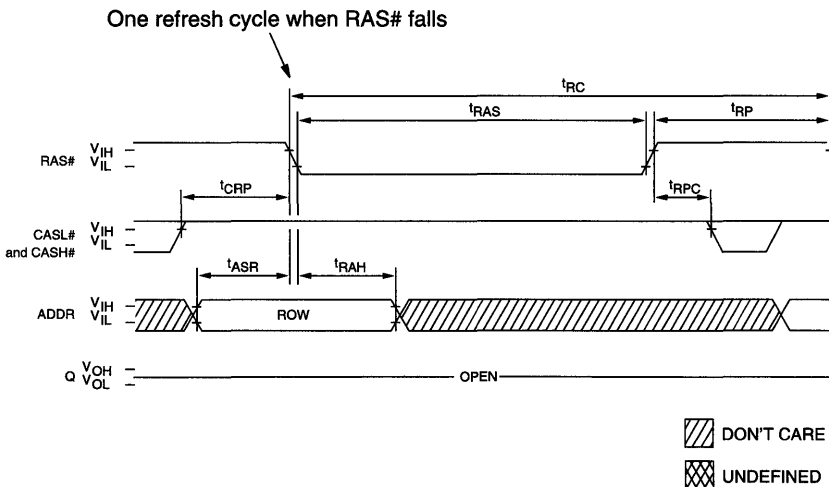 One refresh cycle when RAS# falls
tRC
tRAS
tRP
RAS# VIH
VIL
tCRP
tRPC
CASL# VIH
and CASH# VIL
tASR
tRAH
ADDR VIH
VIL
ROW
Q VOH
VOL
OPEN
DON'T CARE
UNDEFINED